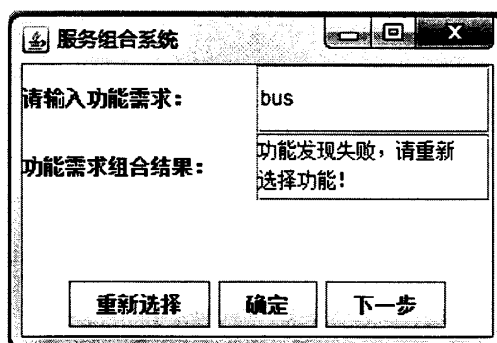 服务组合系统
请输入功能需求：
bus
功能需求组合结果：
功能发现失败，请重新
选择功能！
重新选择 确定 下一步